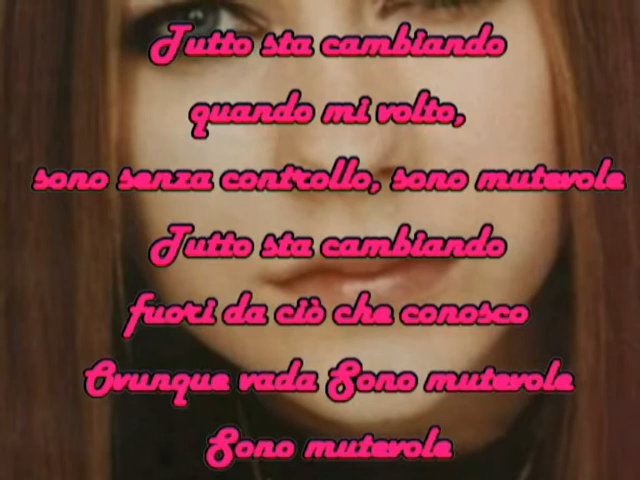 Tutto sta cambiando
quando mi volto,
sono senza controllo, sono mutevole
Tutto sta cambiando
fuori da ciò che conosco
Ovunque vada Sono mutevole
Sono mutevole